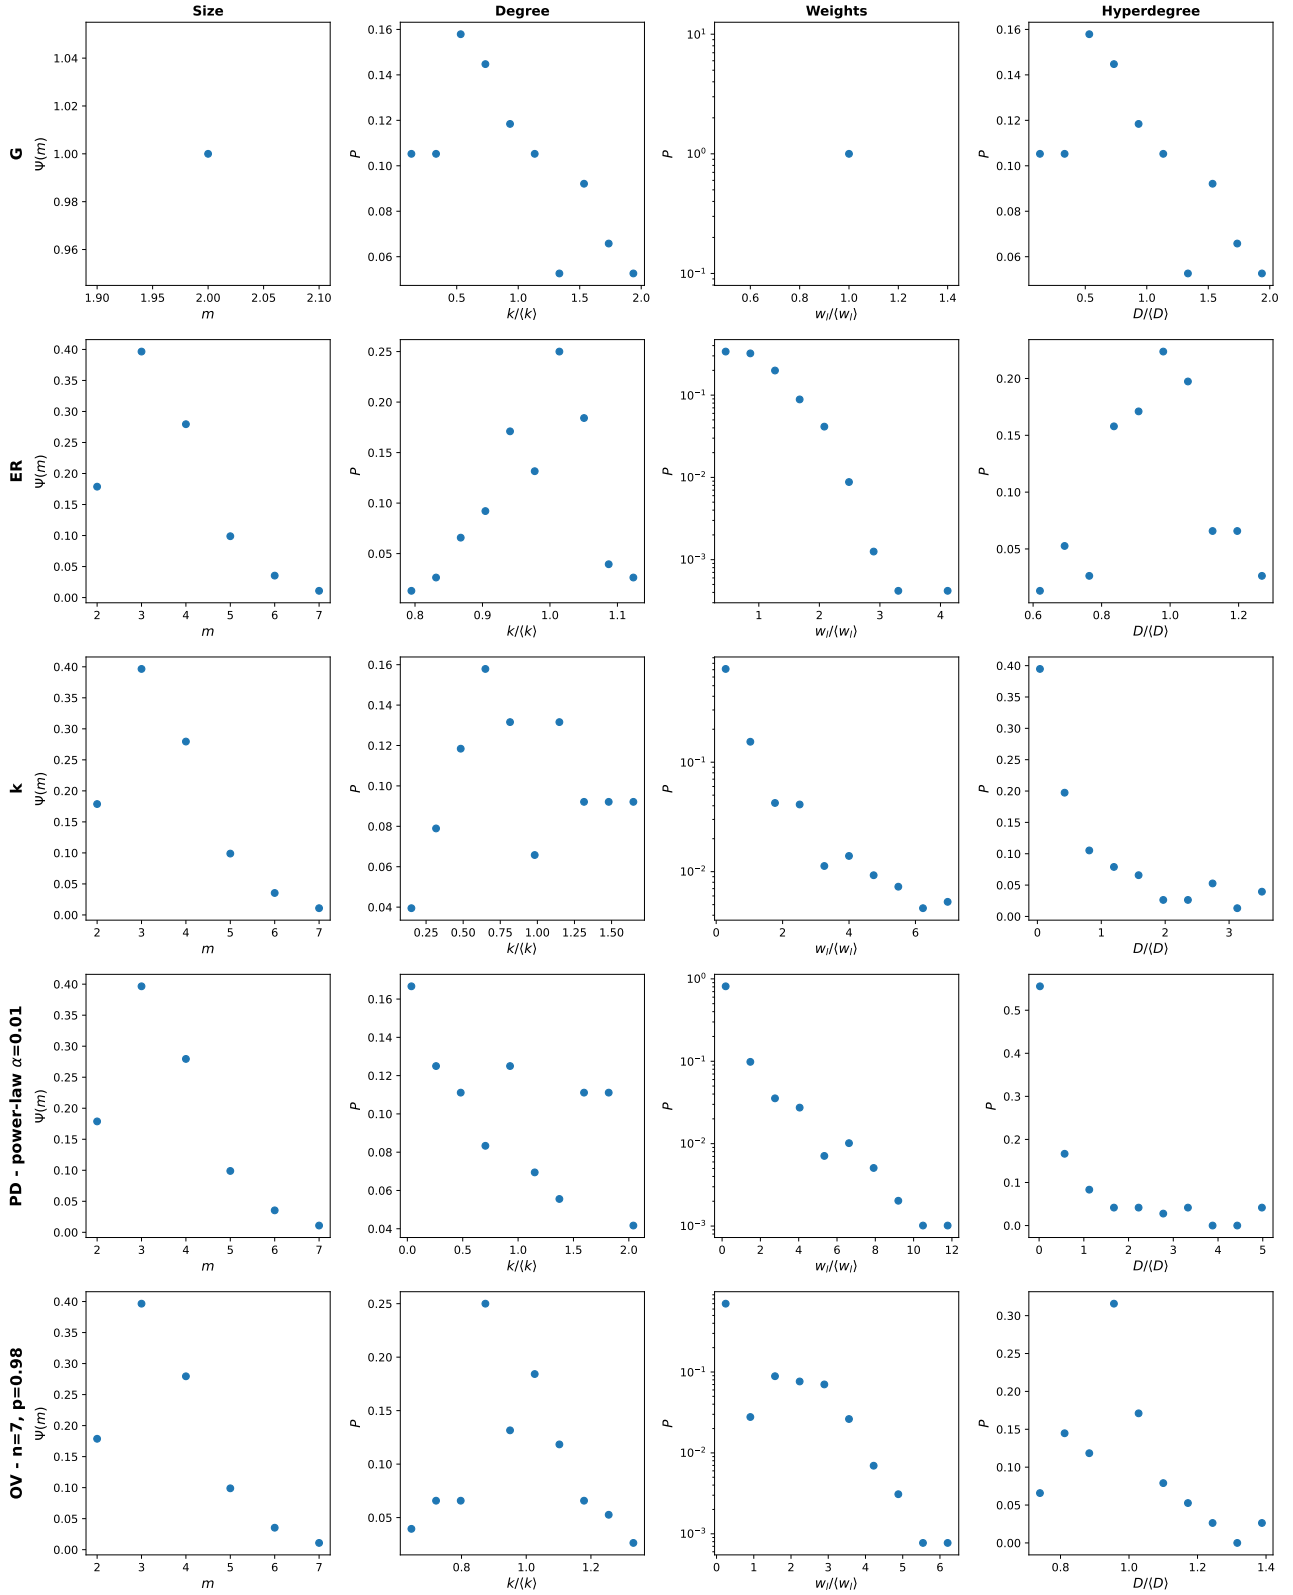 Size
Degree
Weights
Hyperdegree
G
Ψ(m)
1.04
1.02
1.00
0.98
0.96
1.90 1.95 2.00 2.05 2.10
m
P
0.16
0.14
0.12
0.10
0.08
0.06
0.5 1.0 1.5 2.0
k/⟨k⟩
P
10¹
10⁰
10⁻¹
0.6 0.8 1.0 1.2 1.4
w_l/⟨w_l⟩
P
0.16
0.14
0.12
0.10
0.08
0.06
0.5 1.0 1.5 2.0
D/⟨D⟩
ER
Ψ(m)
0.40
0.35
0.30
0.25
0.20
0.15
0.10
0.05
0.00
2 3 4 5 6 7
m
P
0.25
0.20
0.15
0.10
0.05
0.8 0.9 1.0 1.1
k/⟨k⟩
P
10⁻¹
10⁻²
10⁻³
1 2 3 4
w_l/⟨w_l⟩
P
0.20
0.15
0.10
0.05
0.6 0.8 1.0 1.2
D/⟨D⟩
k
Ψ(m)
0.40
0.35
0.30
0.25
0.20
0.15
0.10
0.05
0.00
2 3 4 5 6 7
m
P
0.16
0.14
0.12
0.10
0.08
0.06
0.04
0.25 0.50 0.75 1.00 1.25 1.50
k/⟨k⟩
P
10⁻¹
10⁻²
0 2 4 6
w_l/⟨w_l⟩
P
0.40
0.35
0.30
0.25
0.20
0.15
0.10
0.05
0.00
0 1 2 3
D/⟨D⟩
PD - power-law α=0.01
Ψ(m)
0.40
0.35
0.30
0.25
0.20
0.15
0.10
0.05
0.00
2 3 4 5 6 7
m
P
0.16
0.14
0.12
0.10
0.08
0.06
0.04
0.0 0.5 1.0 1.5 2.0
k/⟨k⟩
P
10⁰
10⁻¹
10⁻²
10⁻³
0 2 4 6 8 10 12
w_l/⟨w_l⟩
P
0.5
0.4
0.3
0.2
0.1
0.0
0 1 2 3 4 5
D/⟨D⟩
OV - n=7, p=0.98
Ψ(m)
0.40
0.35
0.30
0.25
0.20
0.15
0.10
0.05
0.00
2 3 4 5 6 7
m
P
0.25
0.20
0.15
0.10
0.05
0.8 1.0 1.2
k/⟨k⟩
P
10⁻¹
10⁻²
10⁻³
0 1 2 3 4 5 6
w_l/⟨w_l⟩
P
0.30
0.25
0.20
0.15
0.10
0.05
0.00
0.8 1.0 1.2 1.4
D/⟨D⟩